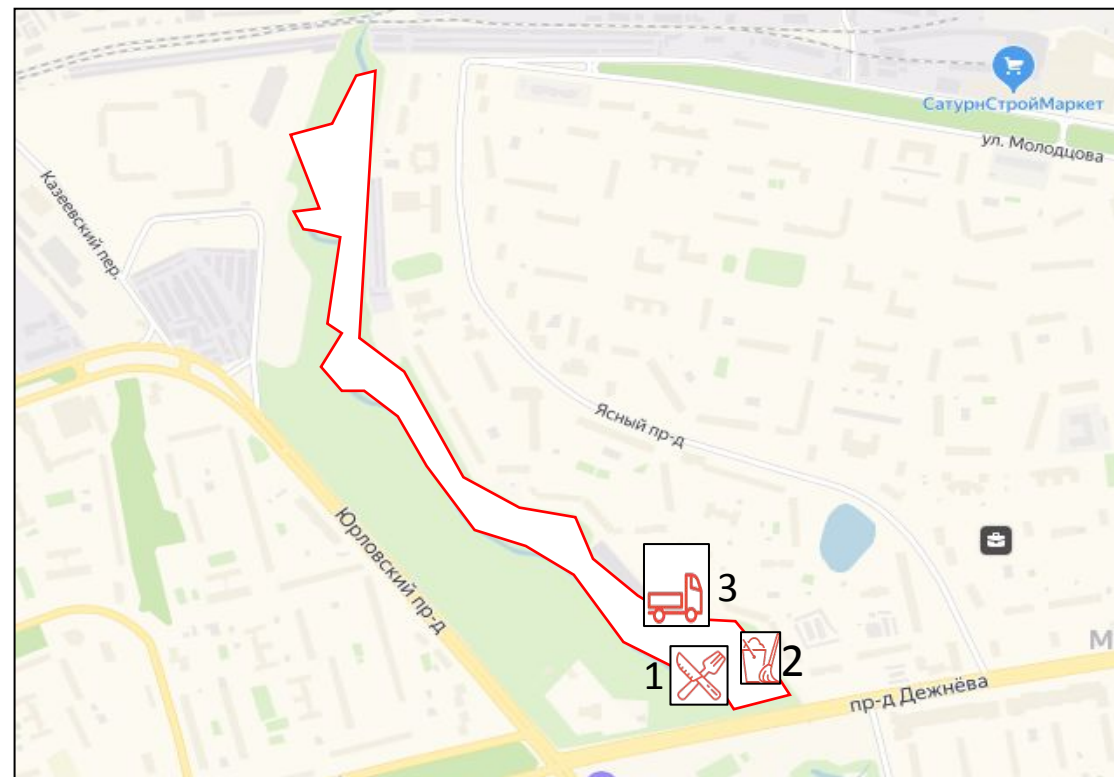 СатурнСтройМаркет
ул. Молодцова
Казеевский пер.
Ясный пр-д
Юрловский пр-д
3
1
2
М
пр-д Дежнёва